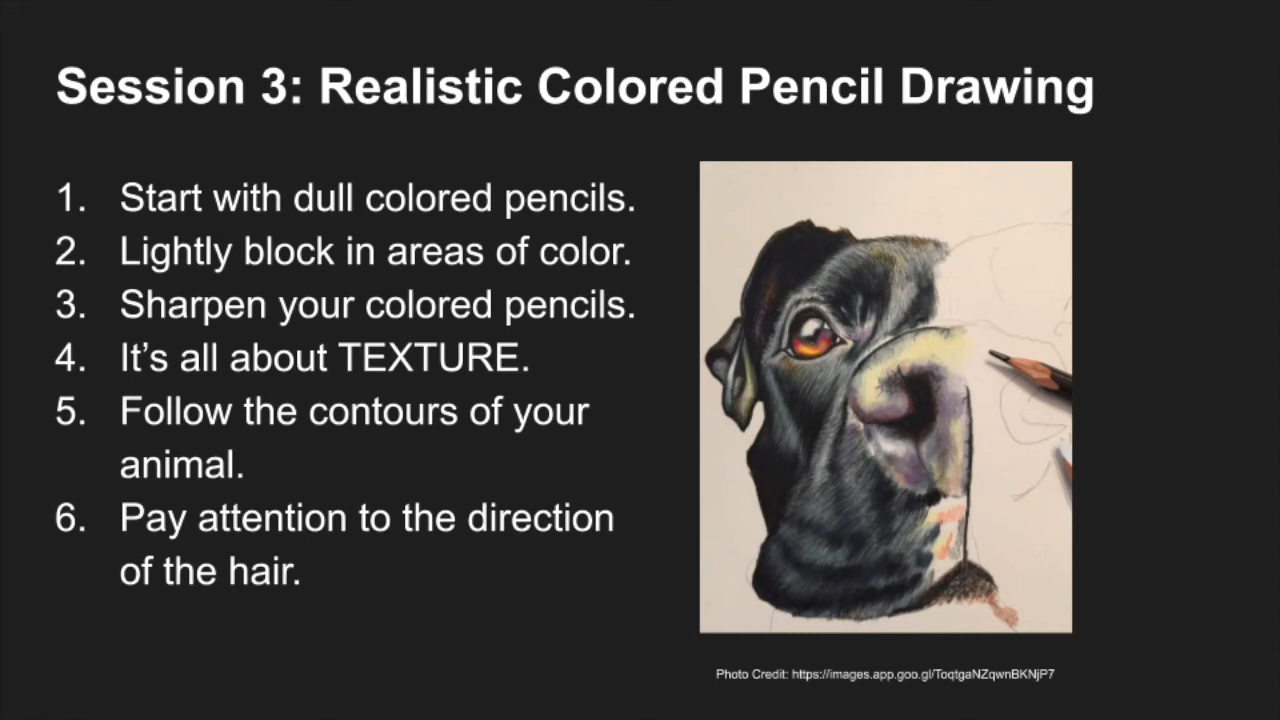 Session 3: Realistic Colored Pencil Drawing
1. Start with dull colored pencils.
2. Lightly block in areas of color.
3. Sharpen your colored pencils.
4. It’s all about TEXTURE.
5. Follow the contours of your
animal.
6. Pay attention to the direction
of the hair.
Photo Credit: https://images.app.goo.gl/ToqtgaNZqwnBKNjP7